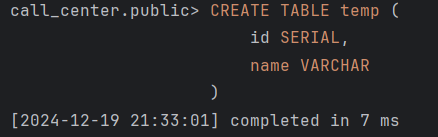 call_center.public> CREATE TABLE temp (
id SERIAL,
name VARCHAR
)
[2024-12-19 21:33:01] completed in 7 ms